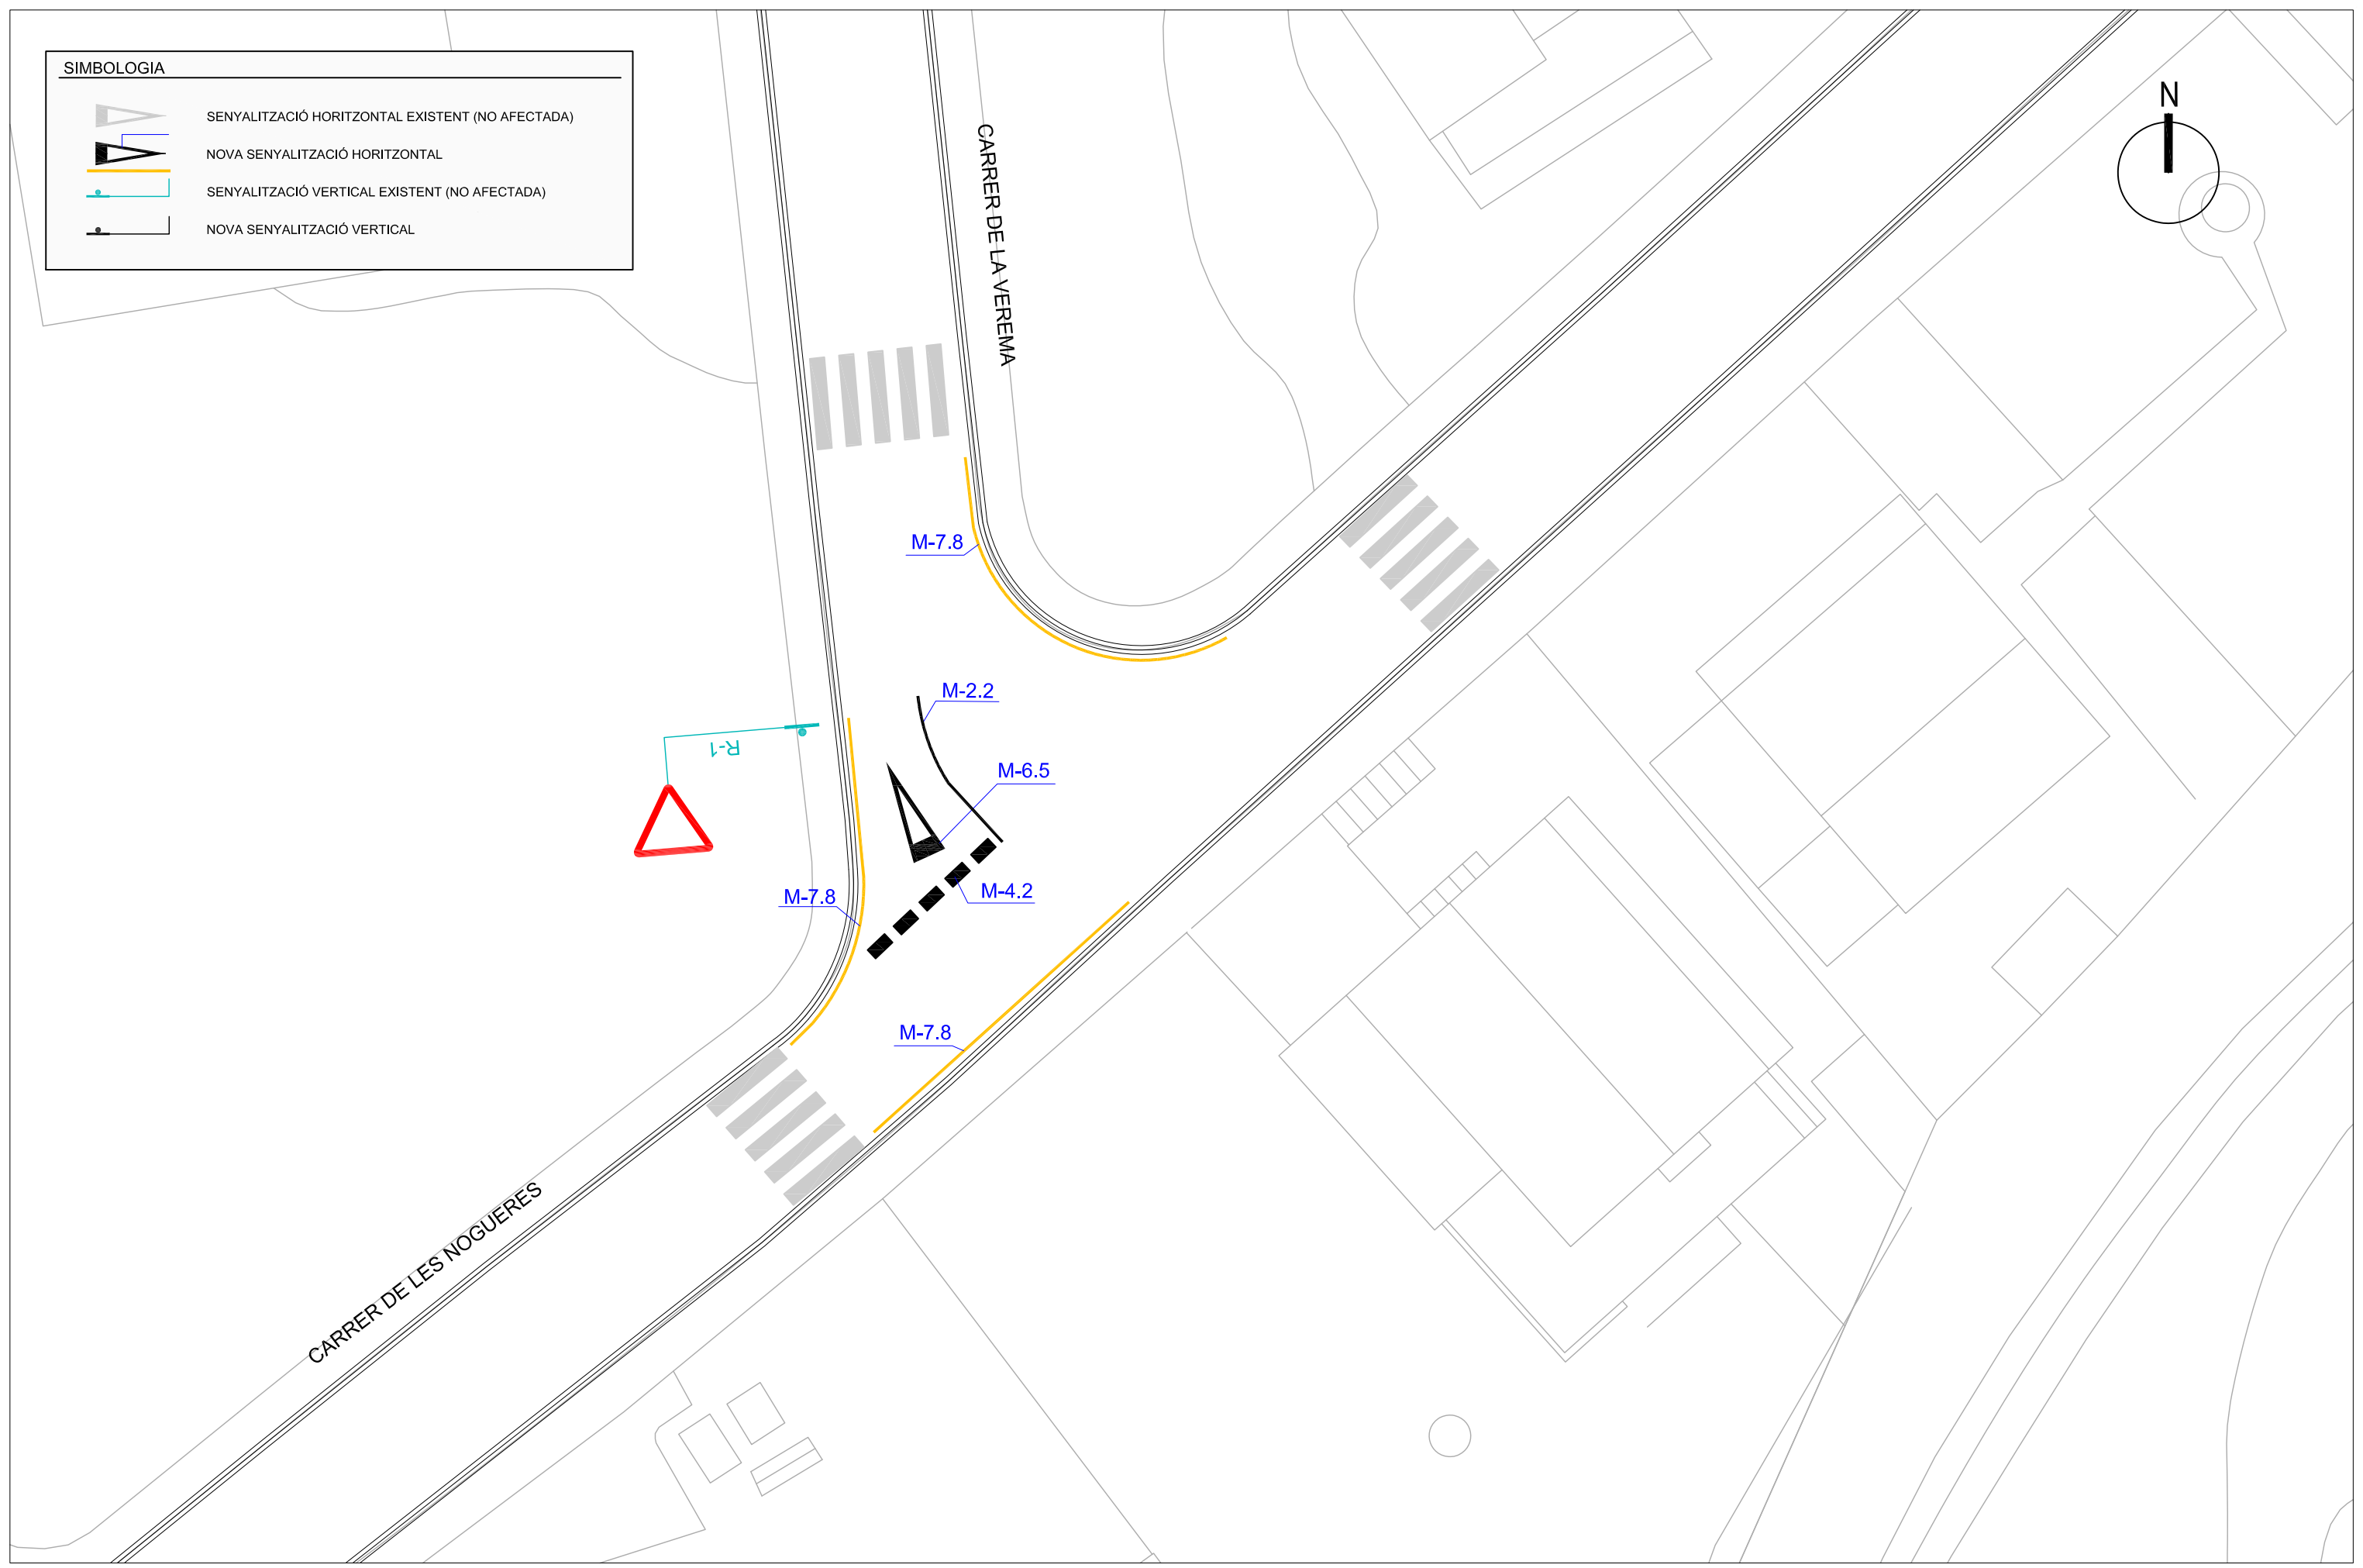 SIMBOLOGIA
SENYALITZACIÓ HORITZONTAL EXISTENT (NO AFECTADA)
NOVA SENYALITZACIÓ HORITZONTAL
SENYALITZACIÓ VERTICAL EXISTENT (NO AFECTADA)
NOVA SENYALITZACIÓ VERTICAL
N
CARRER DE LA VEREMA
M-7.8
M-2.2
R-1
M-6.5
M-7.8
M-4.2
M-7.8
CARRER DE LES NOGUERES